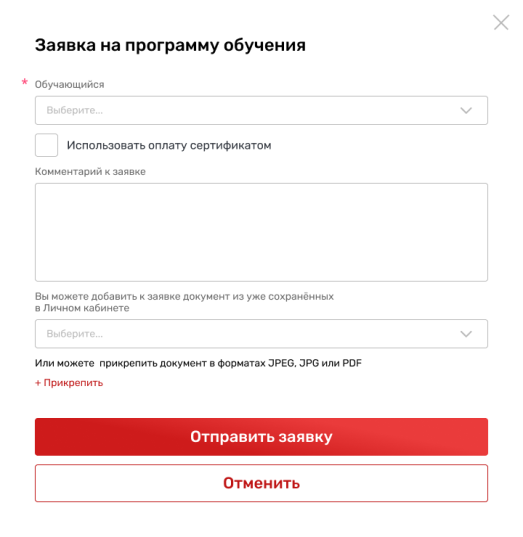 Заявка на программу обучения
* Обучающийся
Выберите...
Использовать оплату сертификатом
Комментарий к заявке
Вы можете добавить к заявке документ из уже сохранённых
в Личном кабинете
Выберите...
Или можете прикрепить документ в форматах JPEG, JPG или PDF
+ Прикрепить
Отправить заявку
Отменить